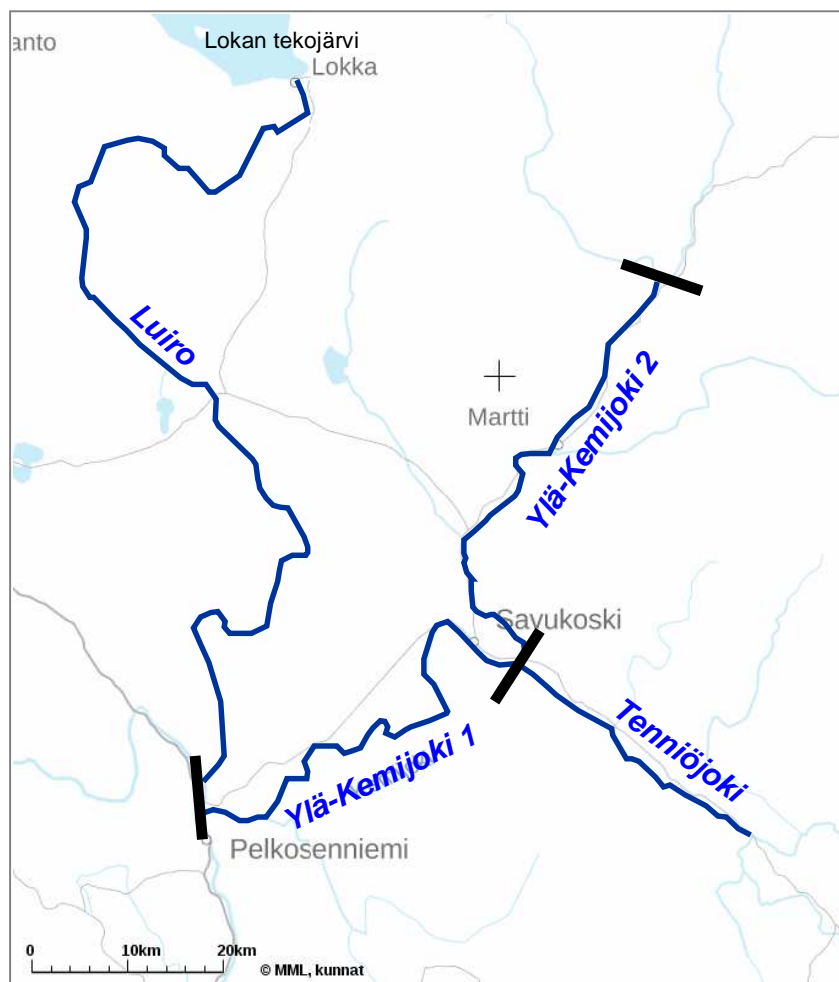 anto
Lokan tekojärvi
Lokka
Luiro
Martti
Ylä-Kemijoki 2
Savukoski
Tenniöjoki
Ylä-Kemijoki 1
Pelkosenniemi
0 10km 20km
© MML, kunnat